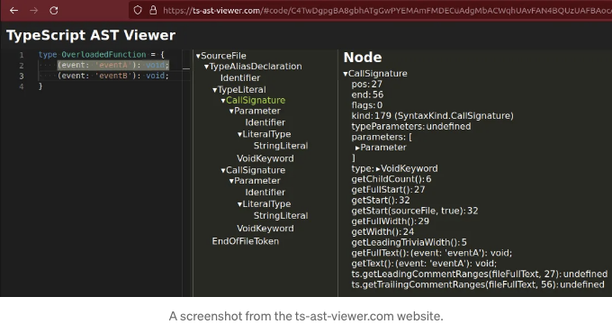 https://ts-ast-viewer.com/#code/
TypeScript AST Viewer
1 type OverloadedFunction = {
2 (event: 'eventA'): void;
3 (event: 'eventB'): void;
4 }
▾SourceFile
▾TypeAliasDeclaration
Identifier
▾TypeLiteral
▾CallSignature
▾Parameter
Identifier
▾LiteralType
StringLiteral
VoidKeyword
▾CallSignature
▾Parameter
Identifier
▾LiteralType
StringLiteral
VoidKeyword
EndOfFileToken
Node
▾CallSignature
pos: 27
end: 56
flags: 0
kind: 179 (SyntaxKind.CallSignature)
typeParameters: undefined
parameters: [
▸Parameter
]
type: ▸VoidKeyword
getChildCount(): 6
getFullStart(): 27
getStart(): 32
getStart(sourceFile, true): 32
getFullWidth(): 29
getWidth(): 24
getLeadingTriviaWidth(): 5
getFullText(): (event: 'eventA'): void;
getText(): (event: 'eventA'): void;
ts.getLeadingCommentRanges(fileFullText, 27): undefined
ts.getTrailingCommentRanges(fileFullText, 56): undefined
A screenshot from the ts-ast-viewer.com website.